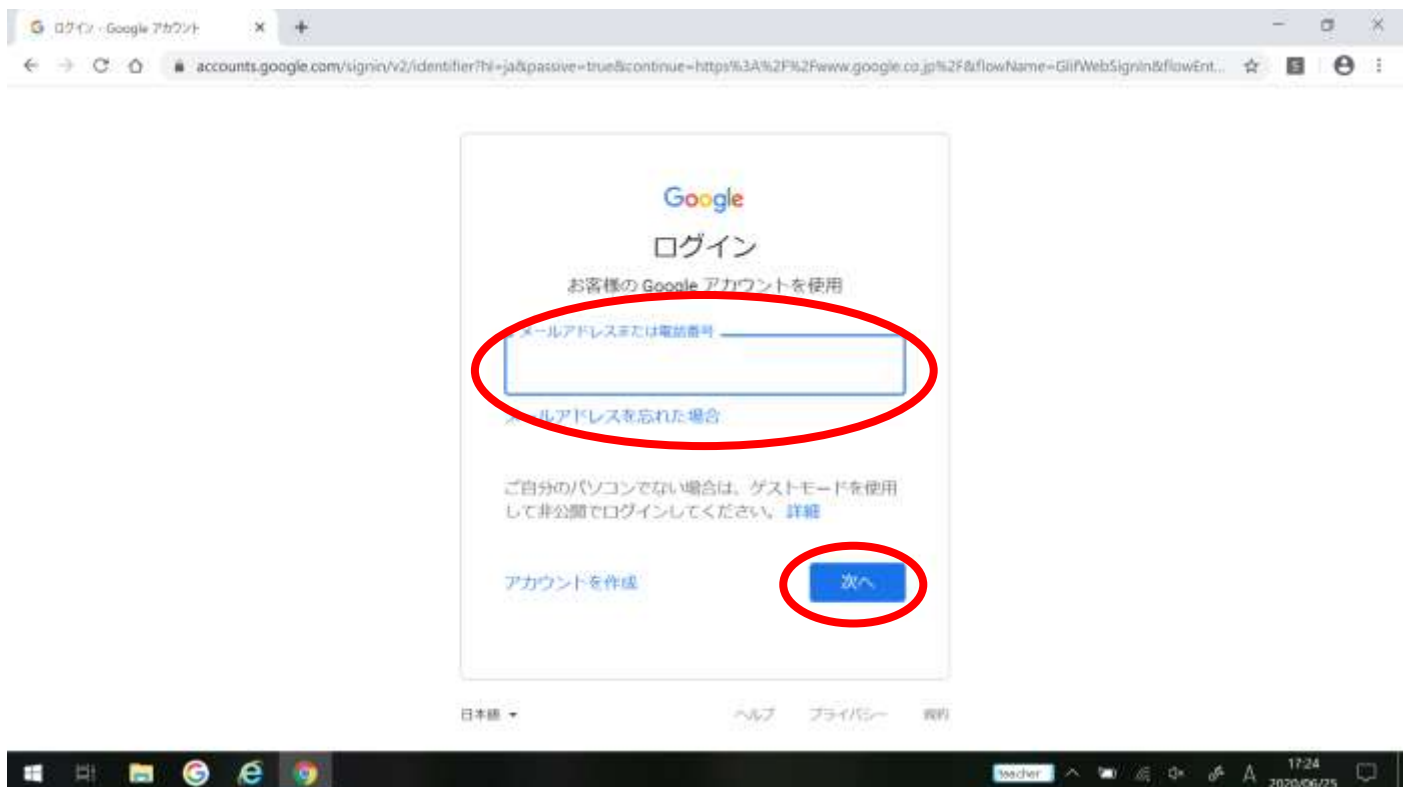 ログイン - Google アカウント
accounts.google.com/signin/v2/identifier?hl=ja&passive=true&continue=https%3A%2F%2Fwww.google.co.jp%2F&flowName=GlifWebSignIn&flowEnt...
Google
ログイン
お客様の Google アカウントを使用
メールアドレスまたは電話番号
メールアドレスを忘れた場合
ご自分のパソコンでない場合は、ゲストモードを使用
して非公開でログインしてください。 詳細
アカウントを作成
次へ
日本語
ヘルプ プライバシー 規約
teacher
A
17:24
2020/06/25